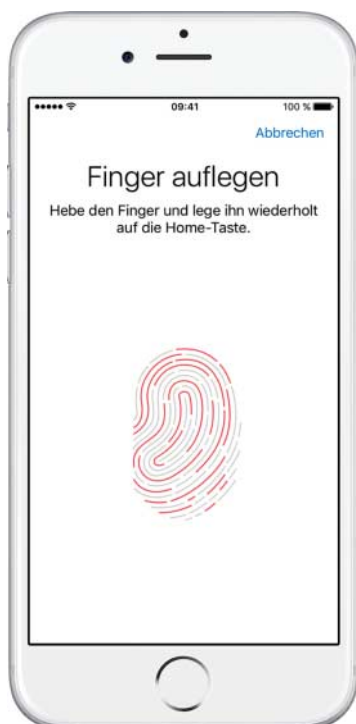 09:41
100 %
Abbrechen
Finger auflegen
Hebe den Finger und lege ihn wiederholt
auf die Home-Taste.